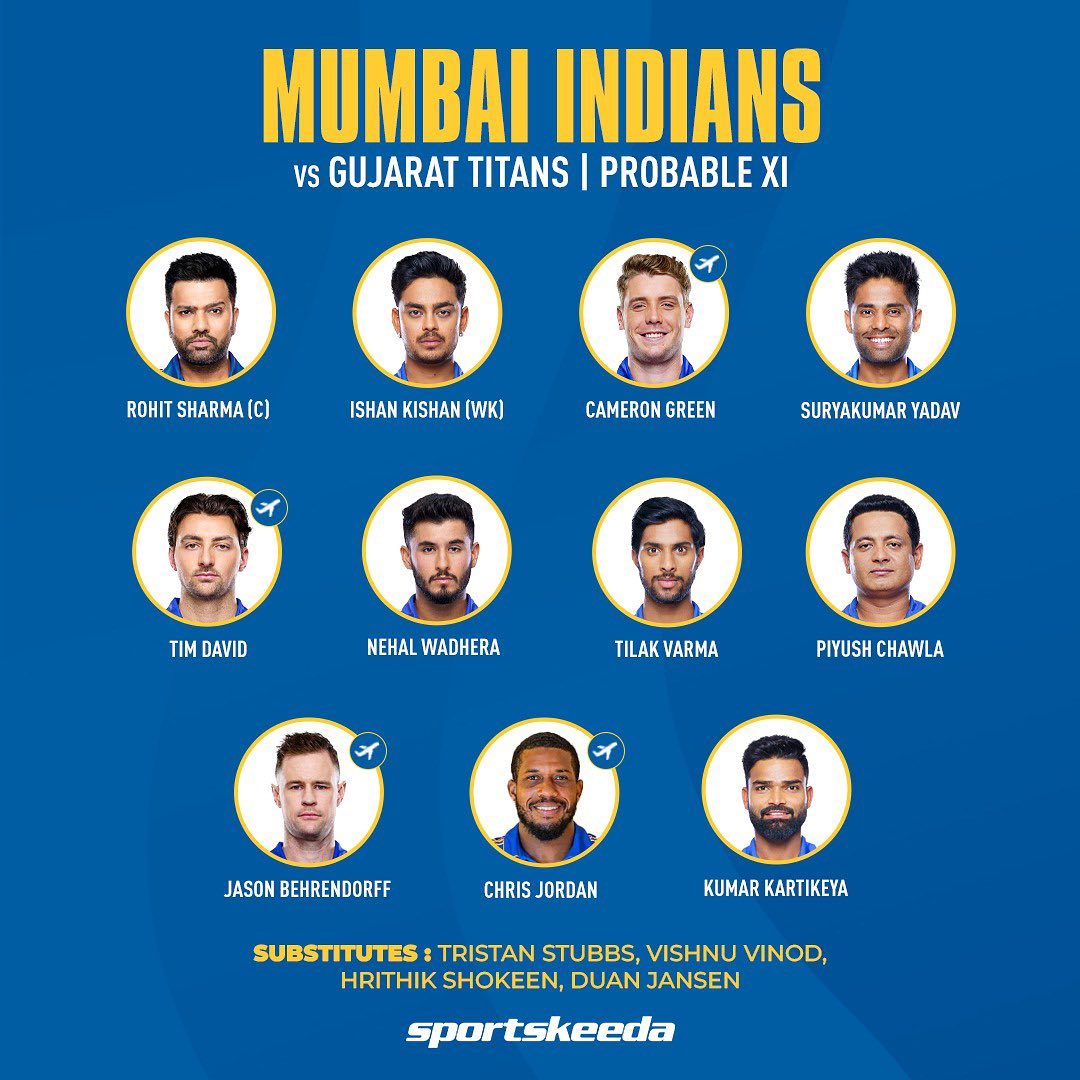 MUMBAI INDIANS
VS GUJARAT TITANS | PROBABLE XI
ROHIT SHARMA (C)
ISHAN KISHAN (WK)
CAMERON GREEN
SURYAKUMAR YADAV
TIM DAVID
NEHAL WADHERA
TILAK VARMA
PIYUSH CHAWLA
JASON BEHRENDORFF
CHRIS JORDAN
KUMAR KARTIKEYA
SUBSTITUTES : TRISTAN STUBBS, VISHNU VINOD,
HRITHIK SHOKEEN, DUAN JANSEN
sportskeeda